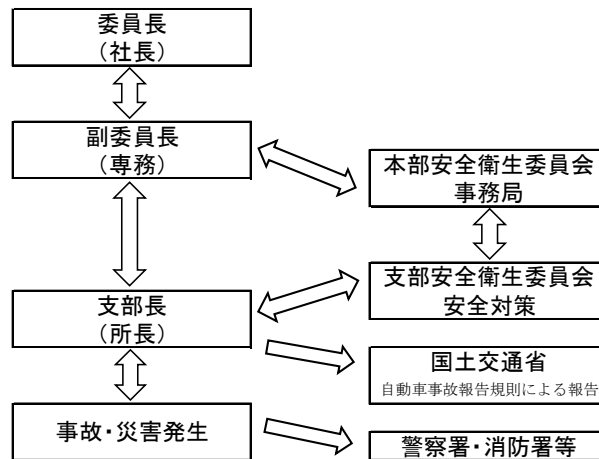 委員長
（社長）
副委員長
（専務）
本部安全衛生委員会
事務局
支部長
（所長）
支部安全衛生委員会
安全対策
国土交通省
自動車事故報告規則による報告
事故・災害発生
警察署・消防署等